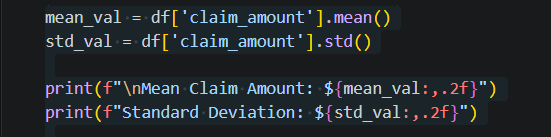 mean_val = df['claim_amount'].mean()
std_val = df['claim_amount'].std()
print(f"\nMean Claim Amount: ${mean_val:,.2f}")
print(f"Standard Deviation: ${std_val:,.2f}")